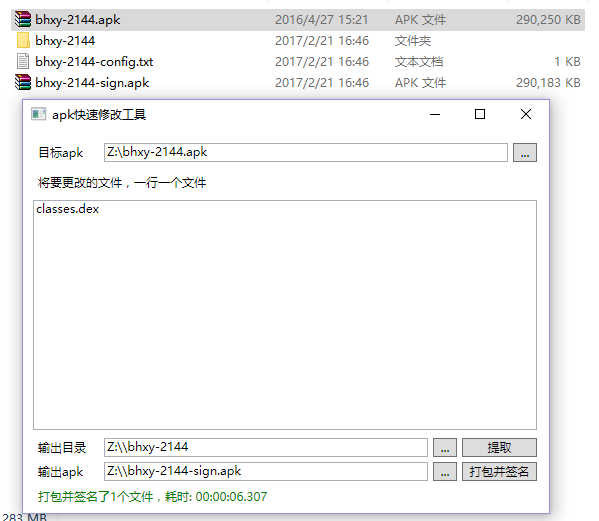 bhxy-2144.apk 2016/4/27 15:21 APK 文件 290,250 KB
bhxy-2144 2017/2/21 16:46 文件夹
bhxy-2144-config.txt 2017/2/21 16:46 文本文档 1 KB
bhxy-2144-sign.apk 2017/2/21 16:46 APK 文件 290,183 KB
apk快速修改工具
目标apk Z:\bhxy-2144.apk ...
将要更改的文件，一行一个文件
classes.dex
输出目录 Z:\\bhxy-2144 ... 提取
输出apk Z:\\bhxy-2144-sign.apk ... 打包并签名
打包并签名了1个文件，耗时: 00:00:06.307
283 MB